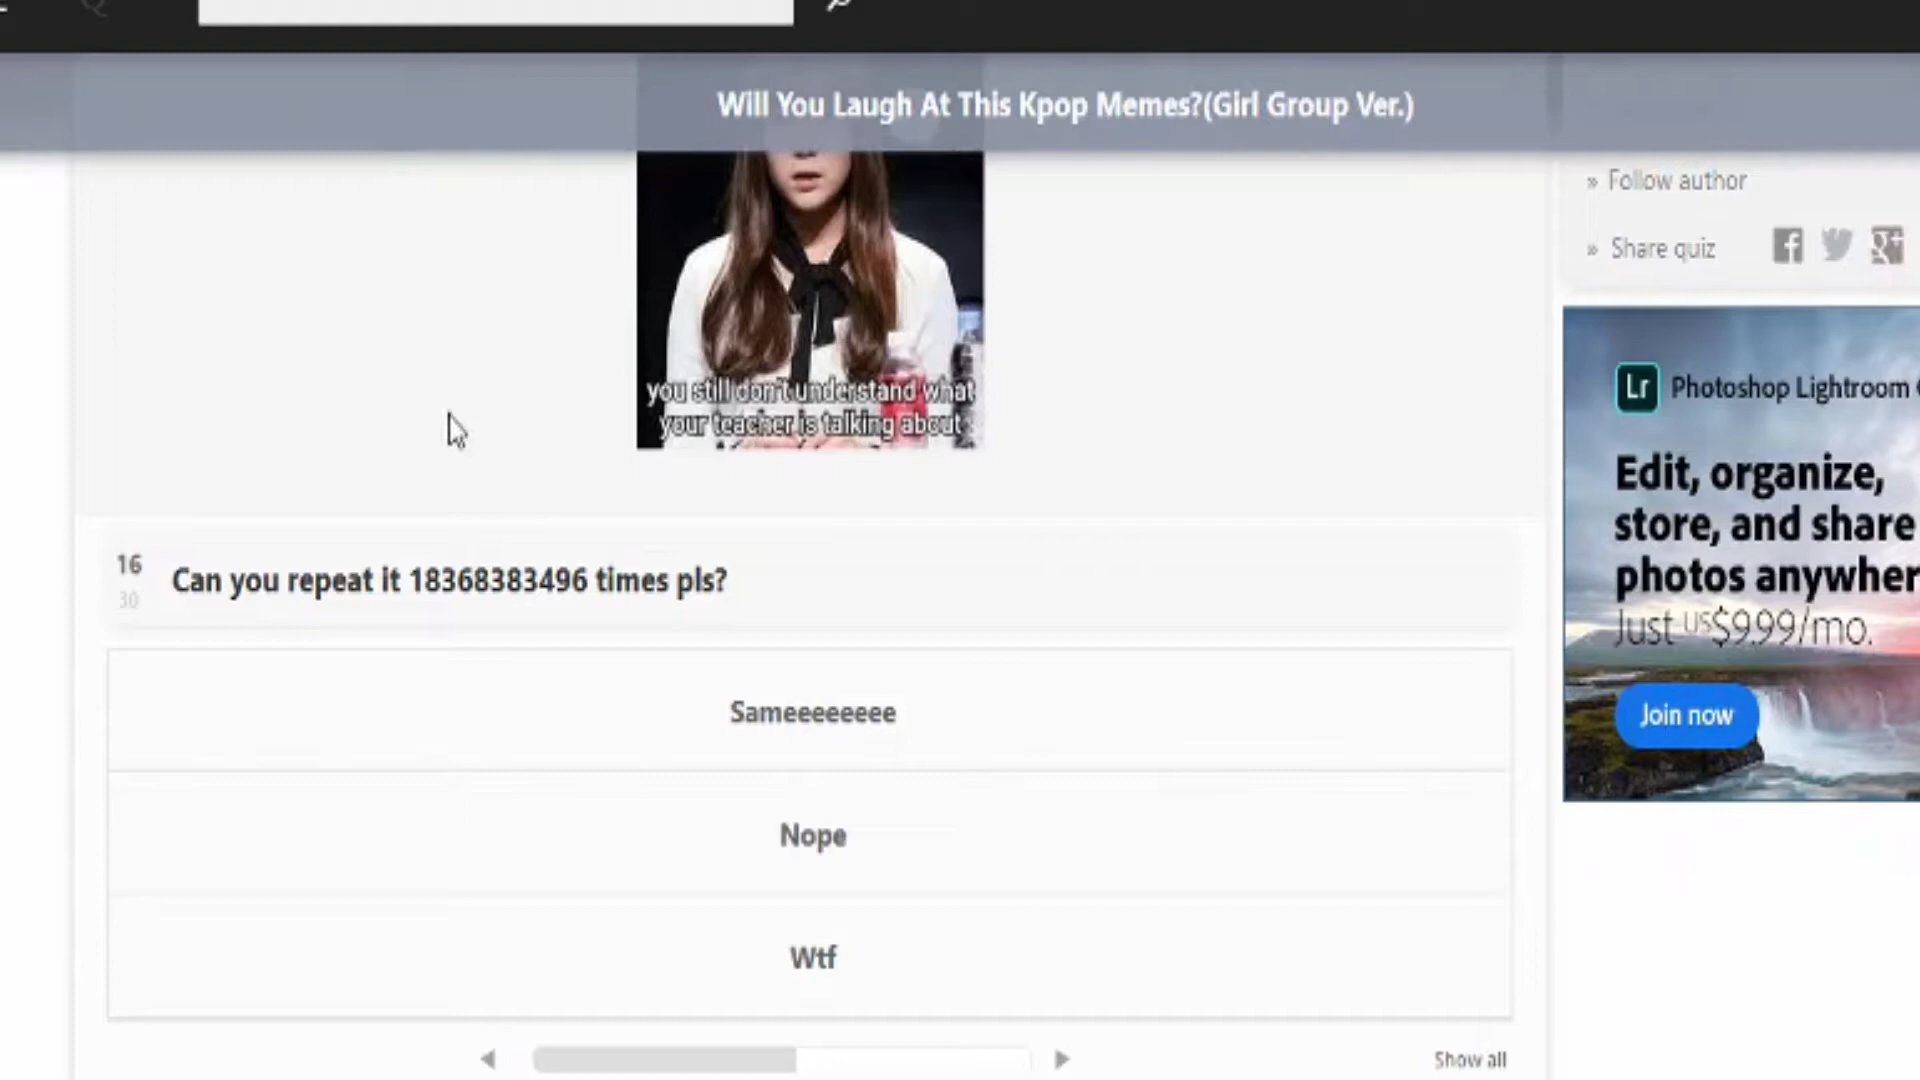 Will You Laugh At This Kpop Memes?(Girl Group Ver.)
» Follow author
» Share quiz
you still don't understand what
your teacher is talking about
Lr Photoshop Lightroom
Edit, organize,
store, and share
photos anywher
Just US$9.99/mo.
Join now
16
30
Can you repeat it 18368383496 times pls?
Sameeeeeeee
Nope
Wtf
Show all